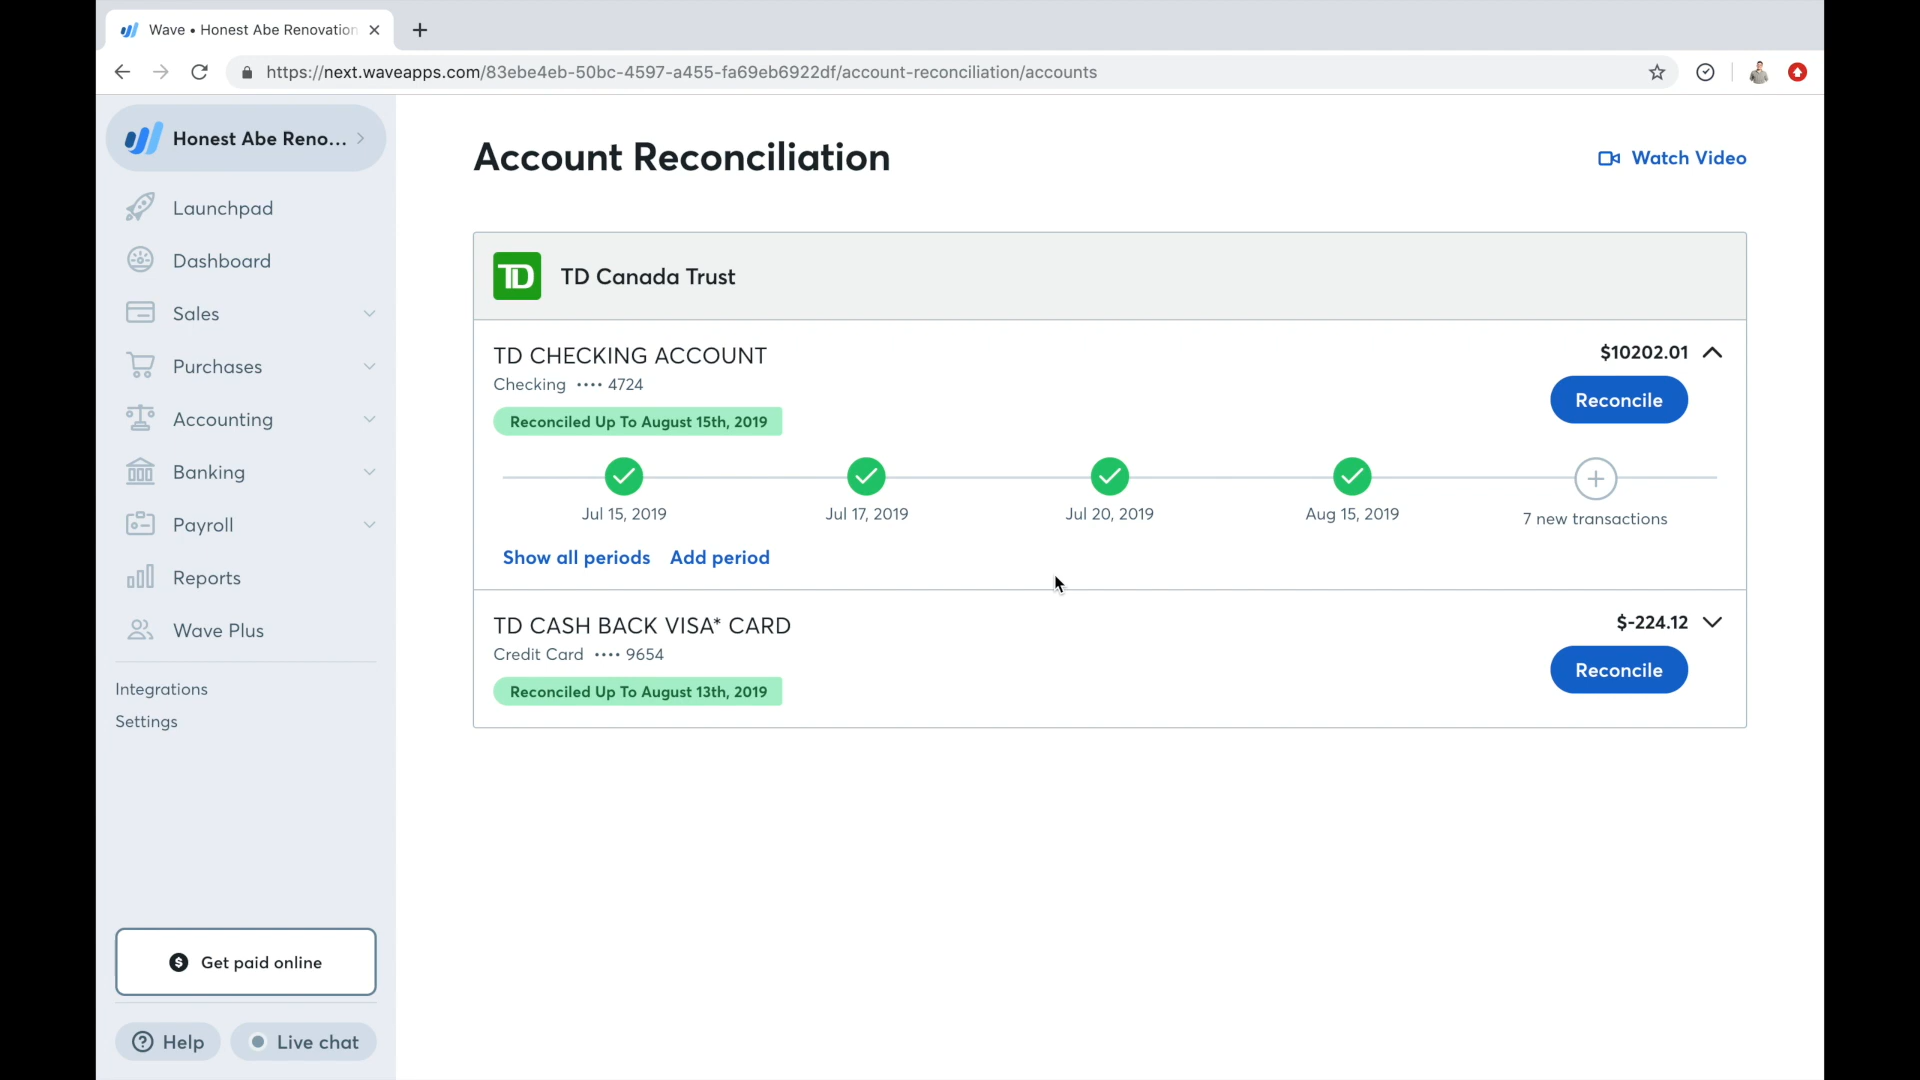 Wave • Honest Abe Renovation
https://next.waveapps.com/83ebe4eb-50bc-4597-a455-fa69eb6922df/account-reconciliation/accounts
Honest Abe Reno...
Launchpad
Dashboard
Sales
Purchases
Accounting
Banking
Payroll
Reports
Wave Plus
Integrations
Settings
$ Get paid online
? Help
Live chat
Account Reconciliation
Watch Video
TD
TD Canada Trust
TD CHECKING ACCOUNT
$10202.01
Checking •••• 4724
Reconcile
Reconciled Up To August 15th, 2019
Jul 15, 2019
Jul 17, 2019
Jul 20, 2019
Aug 15, 2019
7 new transactions
Show all periods
Add period
TD CASH BACK VISA* CARD
$-224.12
Credit Card •••• 9654
Reconcile
Reconciled Up To August 13th, 2019